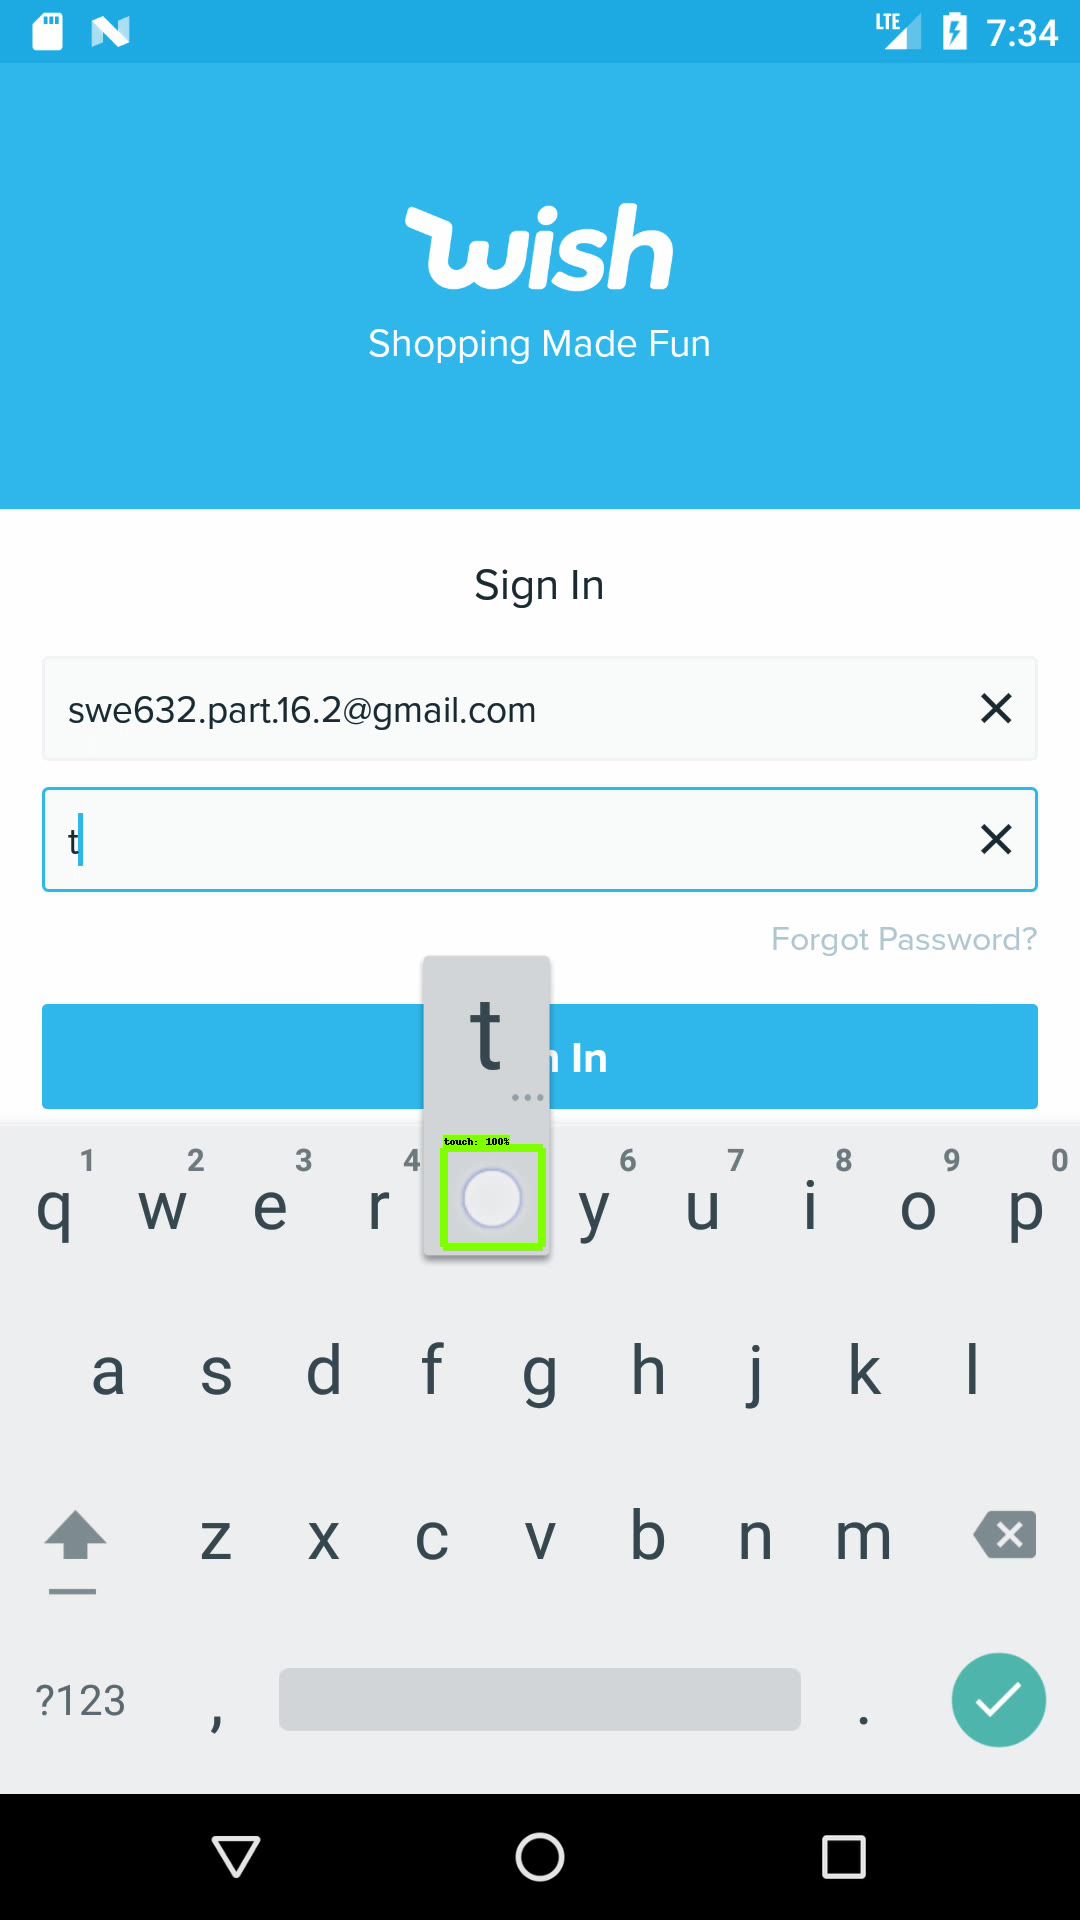 LTE 7:34
wish
Shopping Made Fun
Sign In
swe632.part.16.2@gmail.com
t
Forgot Password?
t
n In
touch: 100%
1 2 3 4 6 7 8 9 0
q w e r y u i o p
a s d f g h j k l
z x c v b n m
?123 , .